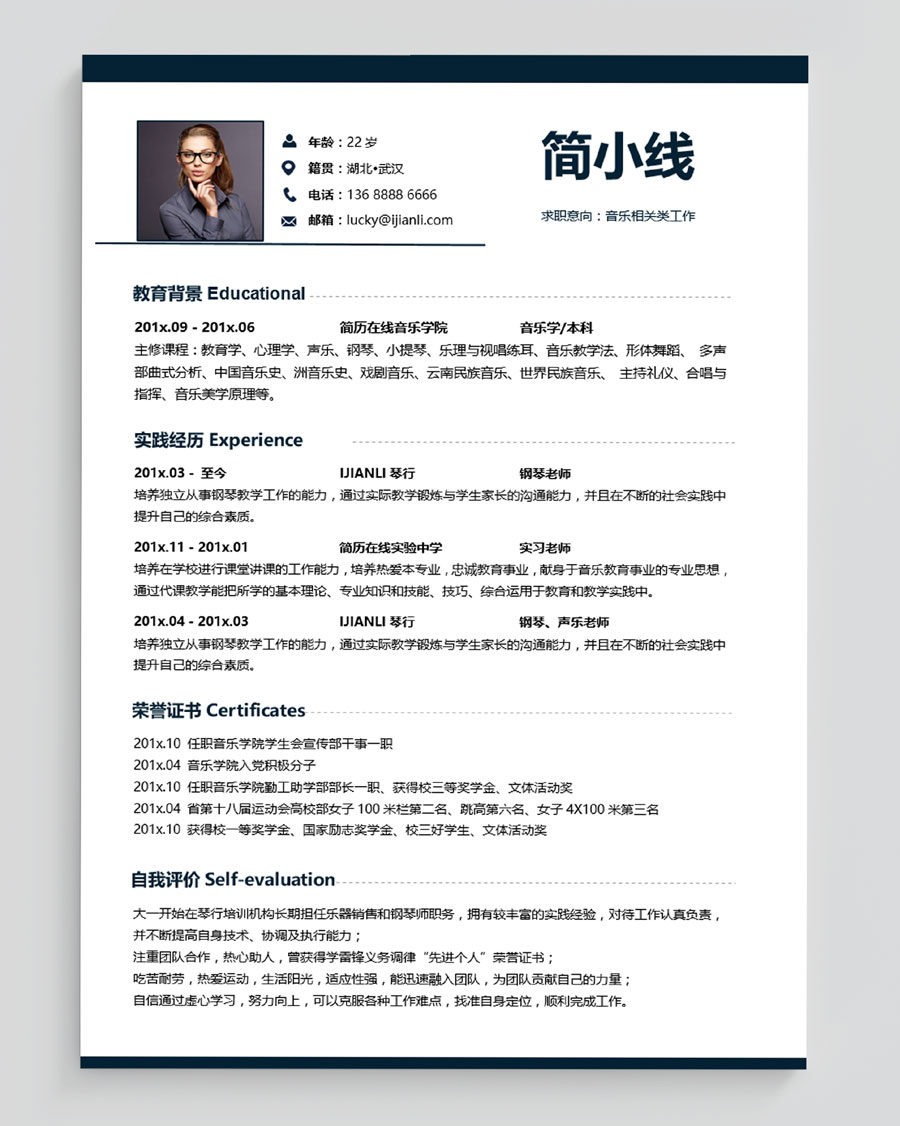 年龄：22 岁
籍贯：湖北•武汉
电话：136 8888 6666
邮箱：lucky@ijianli.com
简小线
求职意向：音乐相关类工作
教育背景 Educational
201x.09 - 201x.06 简历在线音乐学院 音乐学/本科
主修课程：教育学、心理学、声乐、钢琴、小提琴、乐理与视唱练耳、音乐教学法、形体舞蹈、 多声
部曲式分析、中国音乐史、洲音乐史、戏剧音乐、云南民族音乐、世界民族音乐、 主持礼仪、合唱与
指挥、音乐美学原理等。
实践经历 Experience
201x.03 - 至今 IJIANLI 琴行 钢琴老师
培养独立从事钢琴教学工作的能力，通过实际教学锻炼与学生家长的沟通能力，并且在不断的社会实践中
提升自己的综合素质。
201x.11 - 201x.01 简历在线实验中学 实习老师
培养在学校进行课堂讲课的工作能力，培养热爱本专业，忠诚教育事业，献身于音乐教育事业的专业思想，
通过代课教学能把所学的基本理论、专业知识和技能、技巧、综合运用于教育和教学实践中。
201x.04 - 201x.03 IJIANLI 琴行 钢琴、声乐老师
培养独立从事钢琴教学工作的能力，通过实际教学锻炼与学生家长的沟通能力，并且在不断的社会实践中
提升自己的综合素质。
荣誉证书 Certificates
201x.10 任职音乐学院学生会宣传部干事一职
201x.04 音乐学院入党积极分子
201x.10 任职音乐学院勤工助学部部长一职、获得校三等奖学金、文体活动奖
201x.04 省第十八届运动会高校部女子 100 米栏第二名、跳高第六名、女子 4X100 米第三名
201x.10 获得校一等奖学金、国家励志奖学金、校三好学生、文体活动奖
自我评价 Self-evaluation
大一开始在琴行培训机构长期担任乐器销售和钢琴师职务，拥有较丰富的实践经验，对待工作认真负责，
并不断提高自身技术、协调及执行能力；
注重团队合作，热心助人，曾获得学雷锋义务调律“先进个人”荣誉证书；
吃苦耐劳，热爱运动，生活阳光，适应性强，能迅速融入团队，为团队贡献自己的力量；
自信通过虚心学习，努力向上，可以克服各种工作难点，找准自身定位，顺利完成工作。